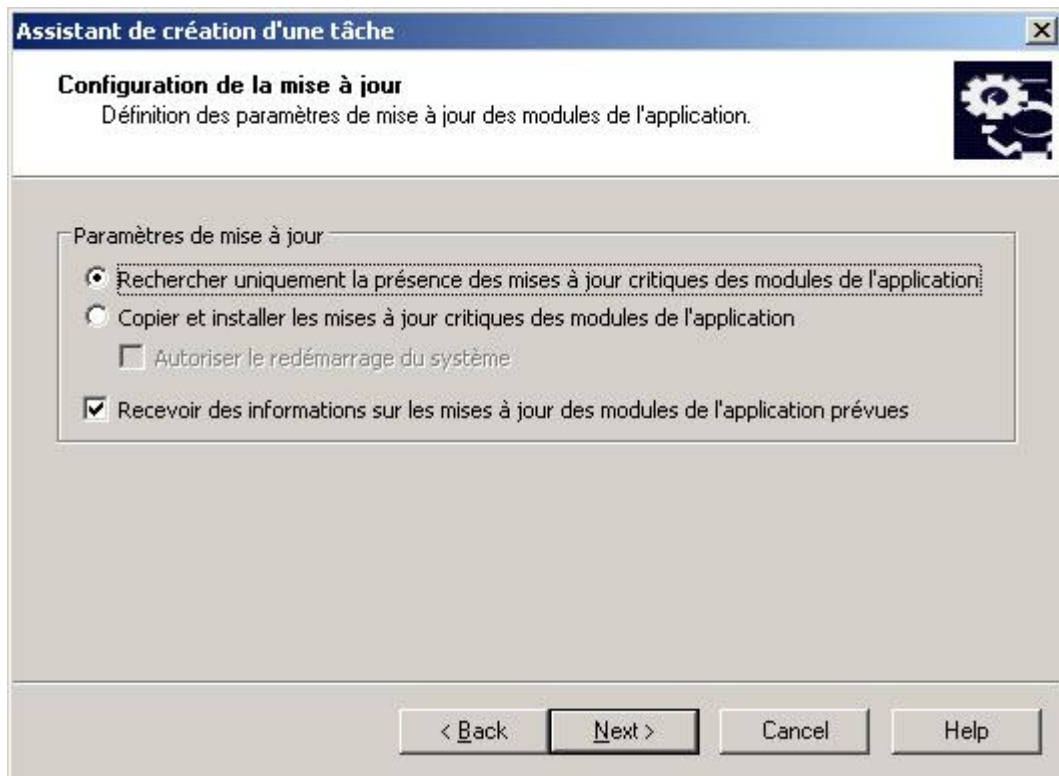 Assistant de création d'une tâche
Configuration de la mise à jour
Définition des paramètres de mise à jour des modules de l'application.
Paramètres de mise à jour
Rechercher uniquement la présence des mises à jour critiques des modules de l'application
Copier et installer les mises à jour critiques des modules de l'application
Autoriser le redémarrage du système
Recevoir des informations sur les mises à jour des modules de l'application prévues
< Back Next > Cancel Help